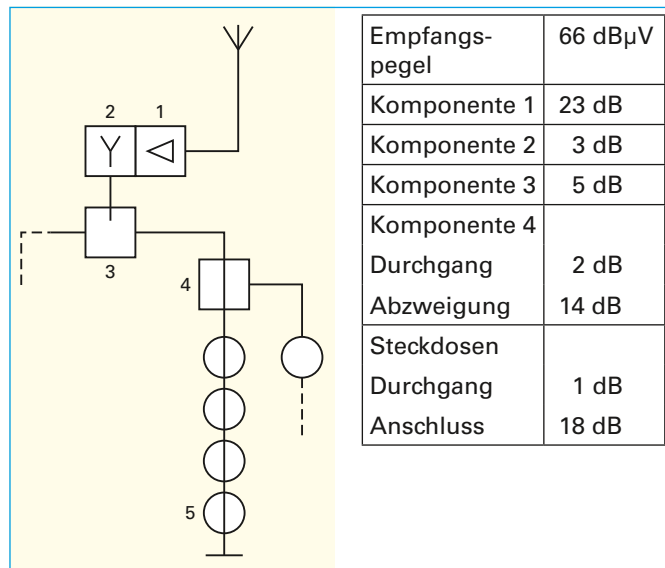 2 1
3
4
5
Empfangs- 66 dBµV
pegel
Komponente 1 23 dB
Komponente 2 3 dB
Komponente 3 5 dB
Komponente 4
Durchgang 2 dB
Abzweigung 14 dB
Steckdosen
Durchgang 1 dB
Anschluss 18 dB